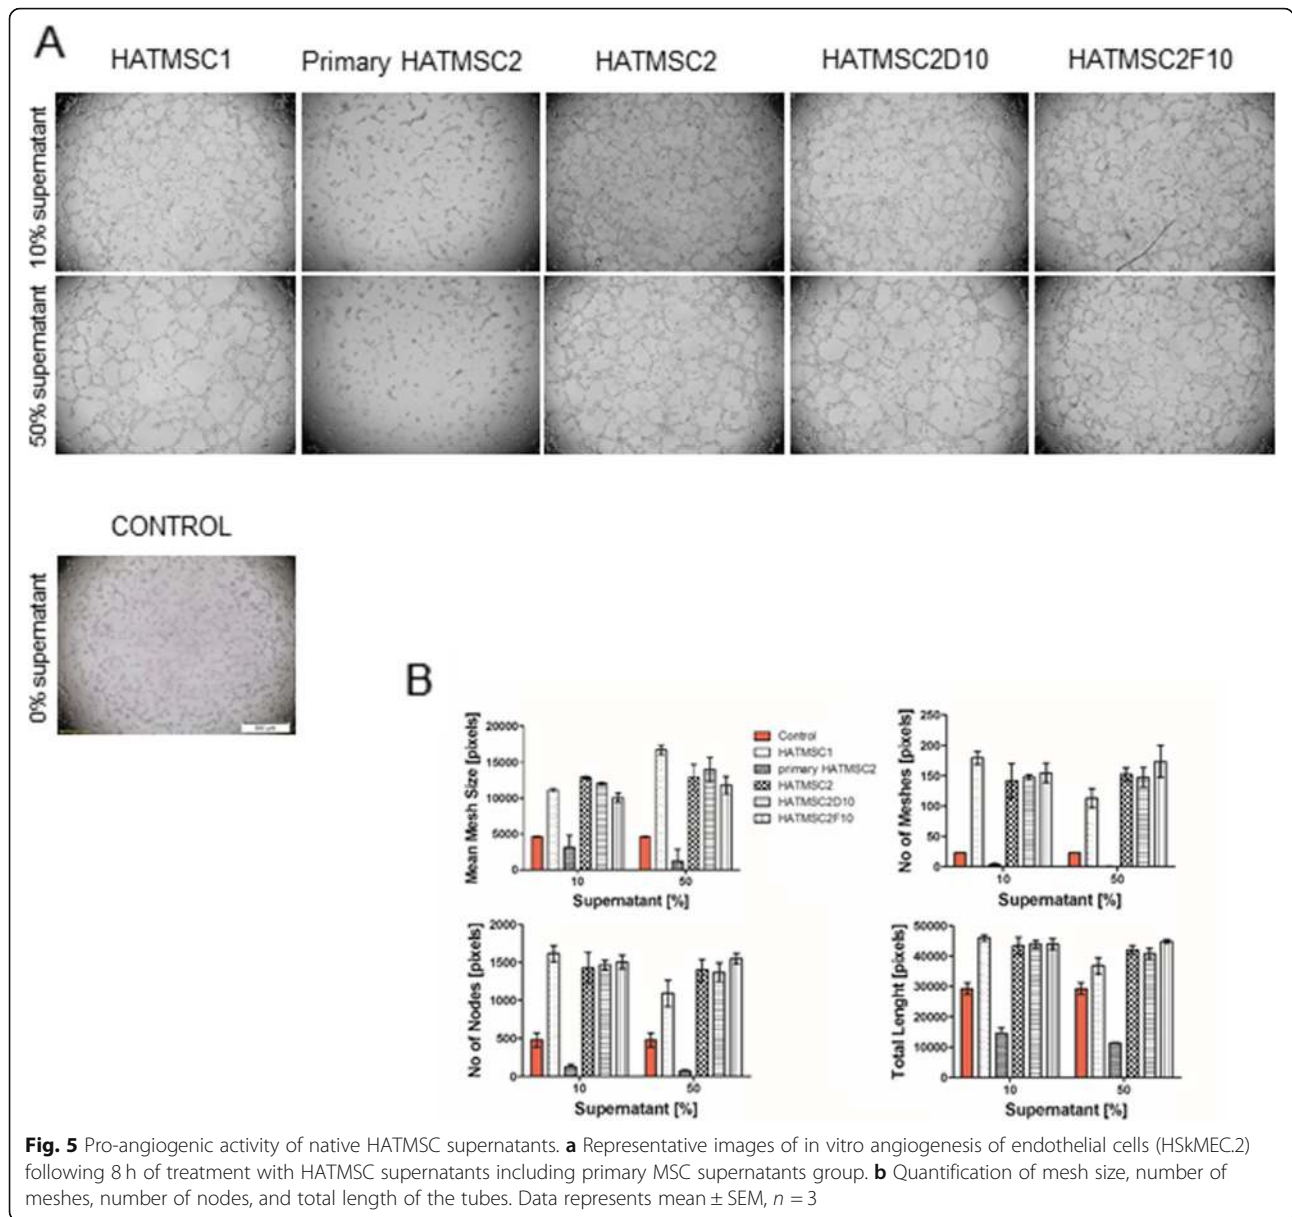 A
HATMSC1
Primary HATMSC2
HATMSC2
HATMSC2D10
HATMSC2F10
10% supernatant
50% supernatant
CONTROL
0% supernatant
B
Mean Mesh Size [pixels]
20000
15000
10000
5000
0
10
50
Supernatant [%]
Control
HATMSC1
primary HATMSC2
HATMSC2
HATMSC2D10
HATMSC2F10
No of Meshes [pixels]
250
200
150
100
50
0
10
50
Supernatant [%]
No of Nodes [pixels]
2000
1500
1000
500
0
10
50
Supernatant [%]
Total Lenght [pixels]
50000
40000
30000
20000
10000
0
10
50
Supernatant [%]
Fig. 5 Pro-angiogenic activity of native HATMSC supernatants. a Representative images of in vitro angiogenesis of endothelial cells (HSkMEC.2)
following 8 h of treatment with HATMSC supernatants including primary MSC supernatants group. b Quantification of mesh size, number of
meshes, number of nodes, and total length of the tubes. Data represents mean ± SEM, n = 3